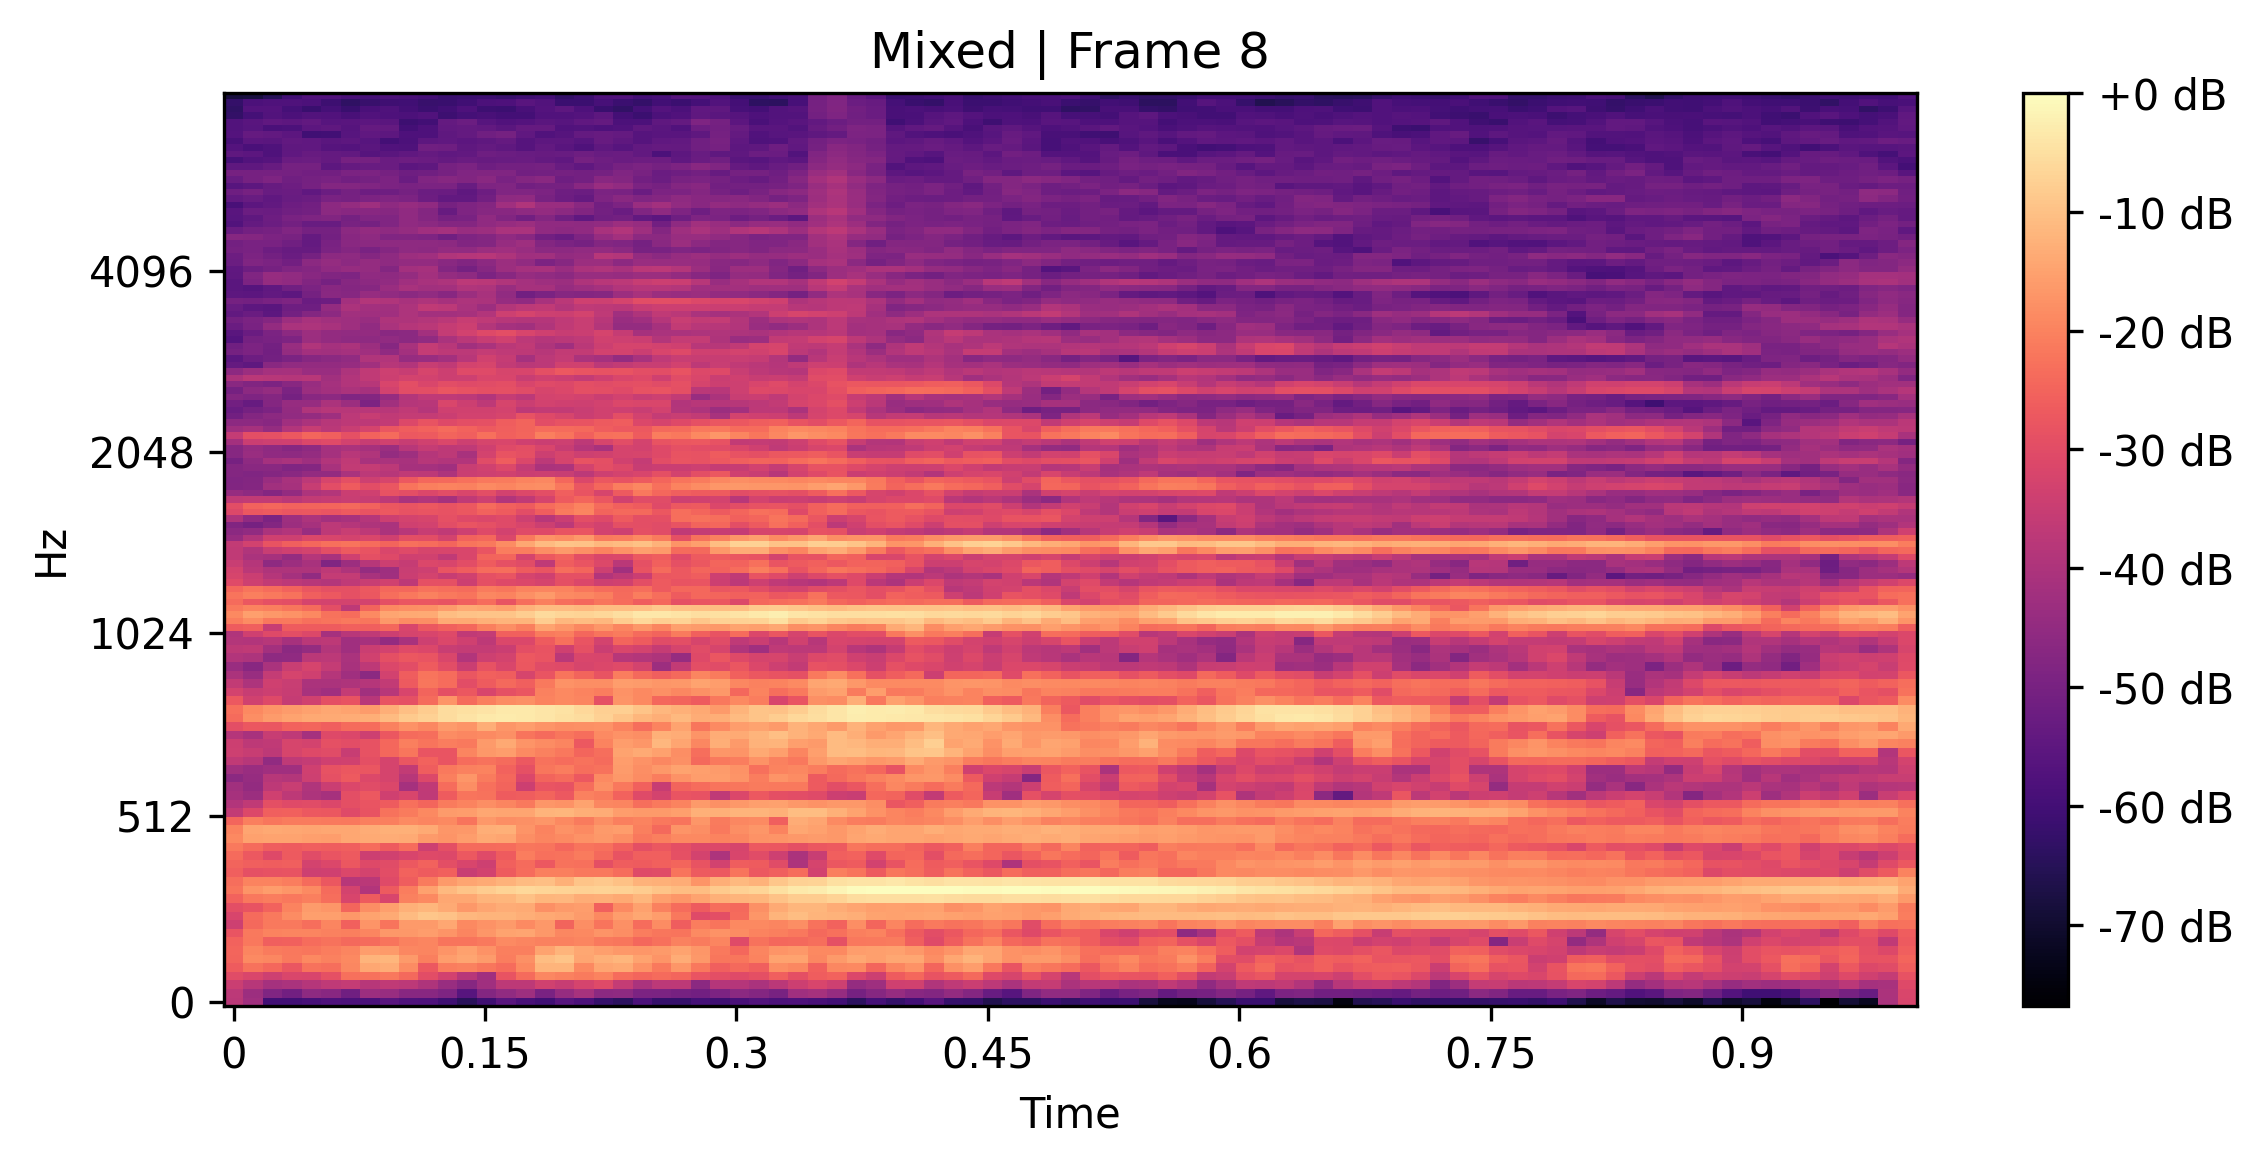 Mixed | Frame 8
+0 dB
-10 dB
-20 dB
-30 dB
-40 dB
-50 dB
-60 dB
-70 dB
Hz
4096
2048
1024
512
0
0 0.15 0.3 0.45 0.6 0.75 0.9
Time